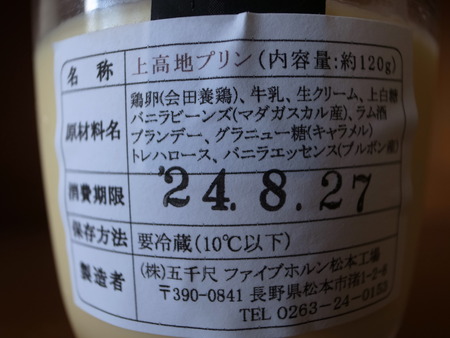 名 称 上高地プリン(内容量:約120g)
原材料名 鶏卵(会田養鶏)、牛乳、生クリーム、上白糖
バニラビーンズ(マダガスカル産)、ラム酒
ブランデー、グラニュー糖(キャラメル)
トレハロース、バニラエッセンス(ブルボン産)
消費期限 '24.8.27
保存方法 要冷蔵(10℃以下)
製造者 (株)五千尺 ファイブホルン松本工場
〒390-0841 長野県松本市渚1-2-8
TEL 0263-24-0153